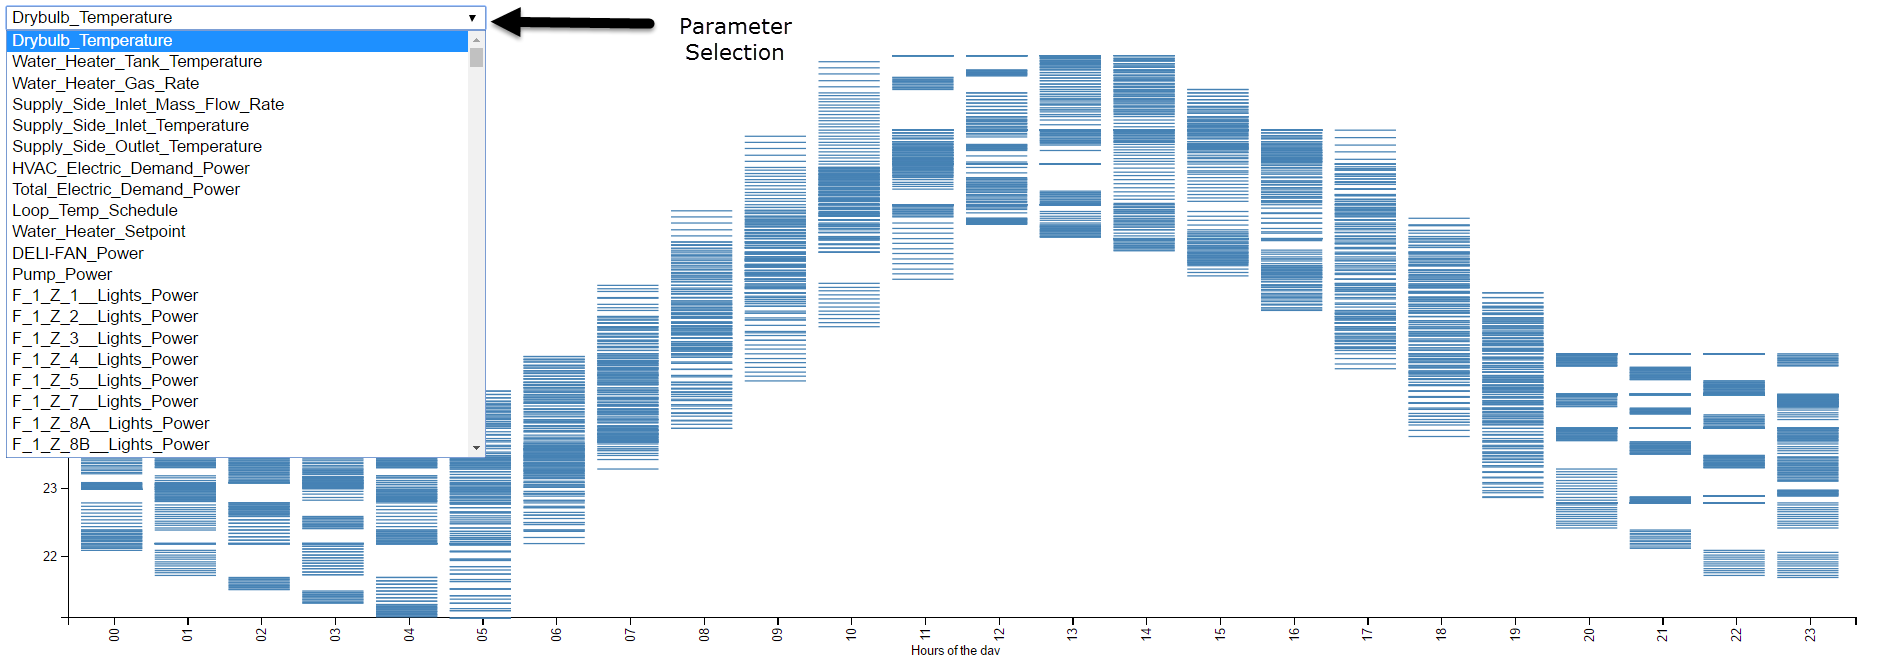 Drybulb_Temperature
Parameter
Selection
Drybulb_Temperature
Water_Heater_Tank_Temperature
Water_Heater_Gas_Rate
Supply_Side_Inlet_Mass_Flow_Rate
Supply_Side_Inlet_Temperature
Supply_Side_Outlet_Temperature
HVAC_Electric_Demand_Power
Total_Electric_Demand_Power
Loop_Temp_Schedule
Water_Heater_Setpoint
DELI-FAN_Power
Pump_Power
F_1_Z_1__Lights_Power
F_1_Z_2__Lights_Power
F_1_Z_3__Lights_Power
F_1_Z_4__Lights_Power
F_1_Z_5__Lights_Power
F_1_Z_7__Lights_Power
F_1_Z_8A__Lights_Power
F_1_Z_8B__Lights_Power
23
22
00 01 02 03 04 05 06 07 08 09 10 11 12 13 14 15 16 17 18 19 20 21 22 23
Hours of the day